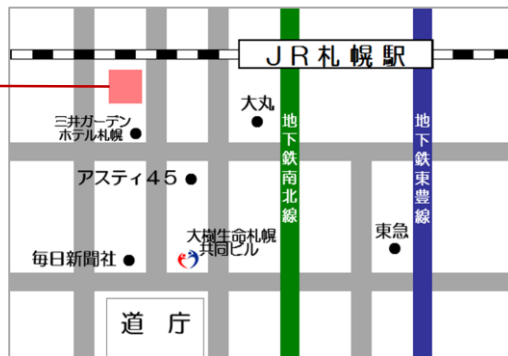 JR札幌駅
大丸
三井ガーデン
ホテル札幌
地下鉄南北線
地下鉄東豊線
アスティ45
大樹生命札幌
共同ビル
東急
毎日新聞社
道庁